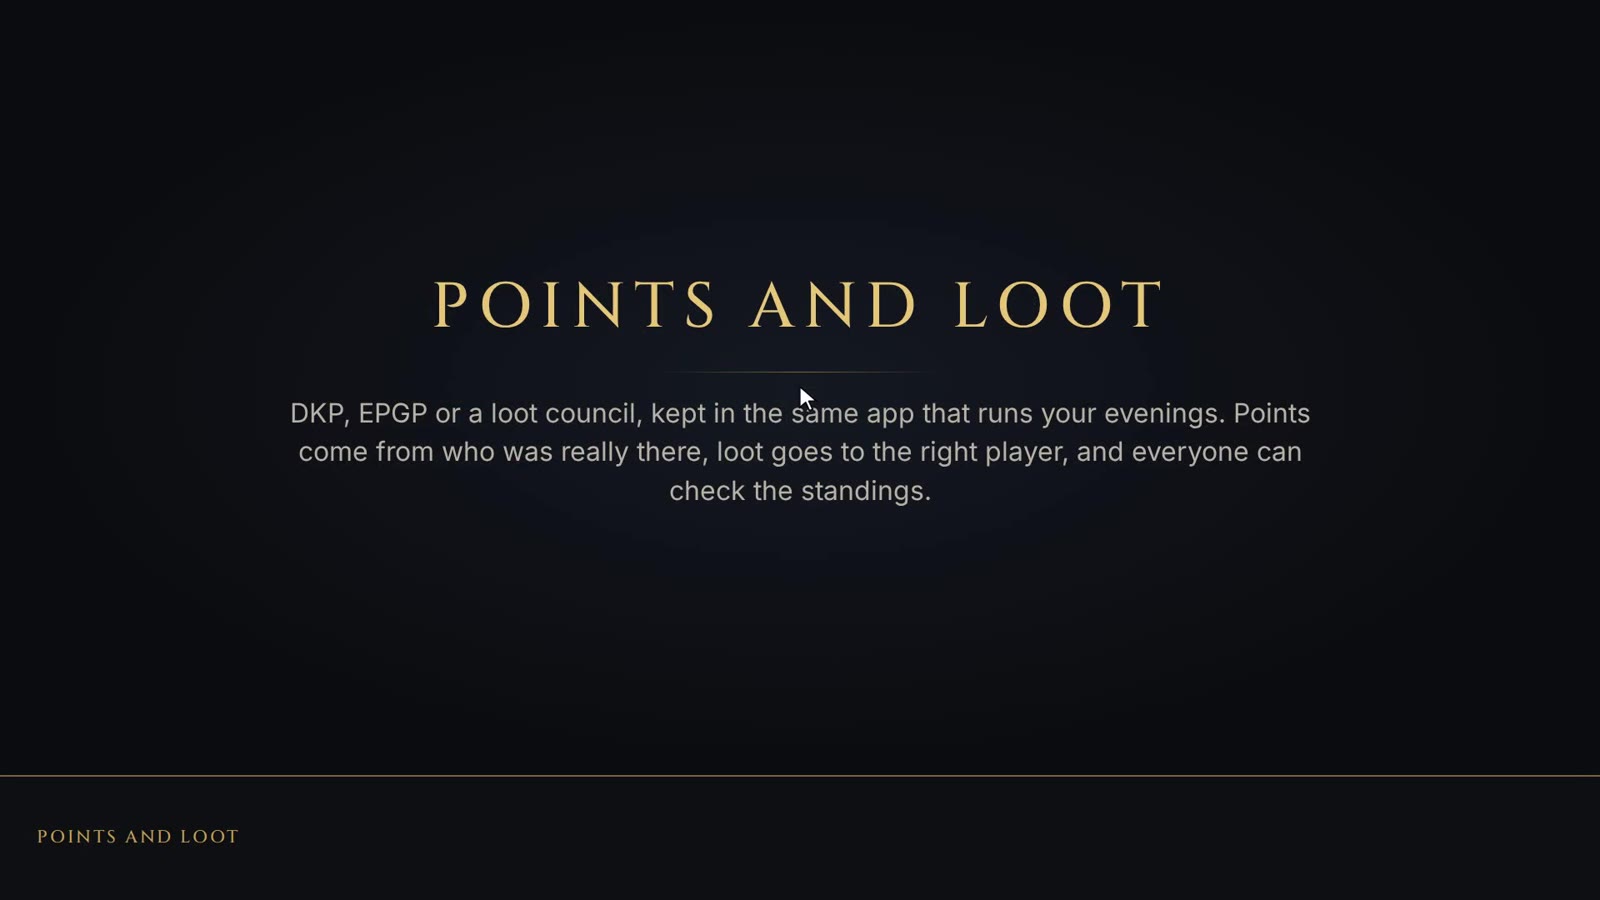 POINTS AND LOOT
DKP, EPGP or a loot council, kept in the same app that runs your evenings. Points
come from who was really there, loot goes to the right player, and everyone can
check the standings.
POINTS AND LOOT